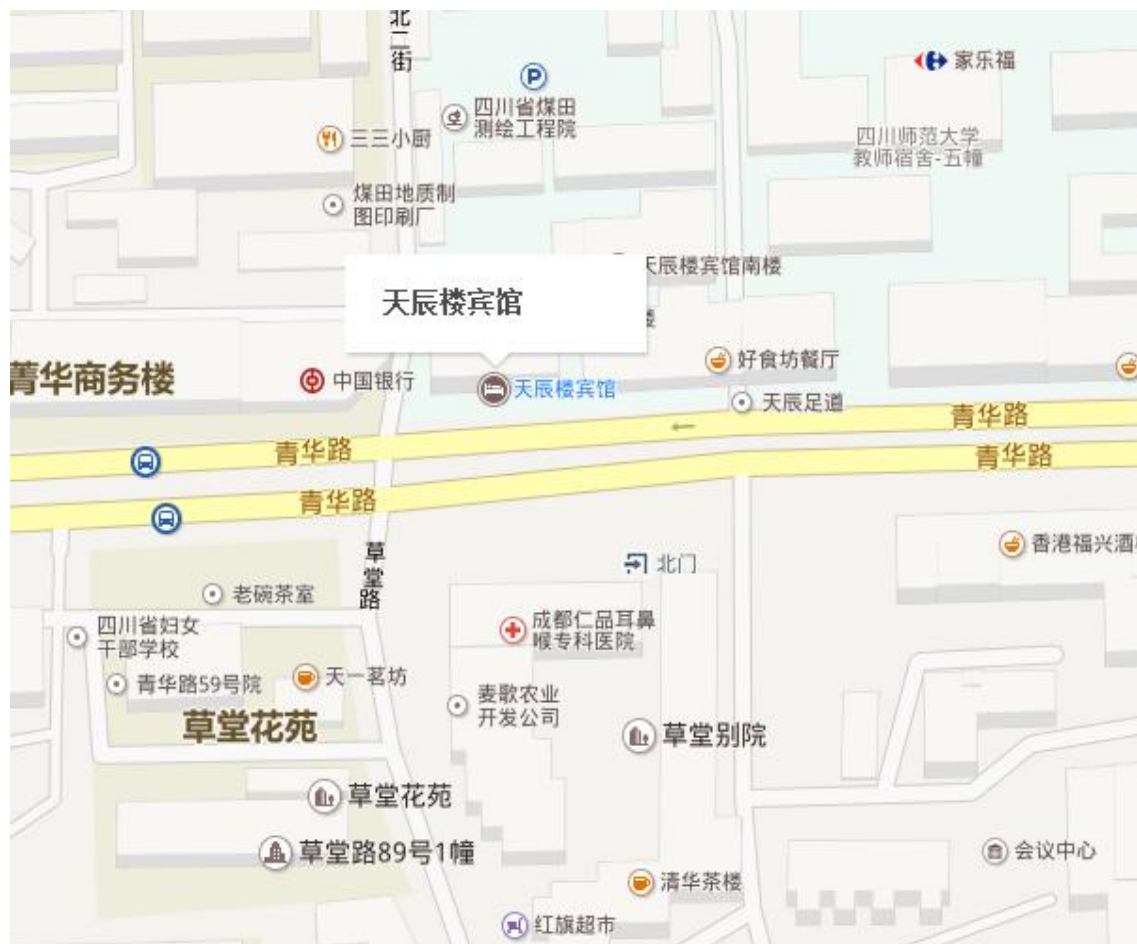 北二街
P
家乐福
四川省煤田
测绘工程院
三三小厨
四川师范大学
教师宿舍-五幢
煤田地质制
图印刷厂
天辰楼宾馆南楼
天辰楼宾馆
楼
好食坊餐厅
菁华商务楼
中国银行
天辰楼宾馆
天辰足道
青华路
青华路
青华路
青华路
草堂路
北门
香港福兴酒
老碗茶室
四川省妇女
干部学校
成都仁品耳鼻
喉专科医院
青华路59号院
天一茗坊
麦歌农业
开发公司
草堂花苑
草堂别院
草堂花苑
草堂路89号1幢
会议中心
清华茶楼
红旗超市